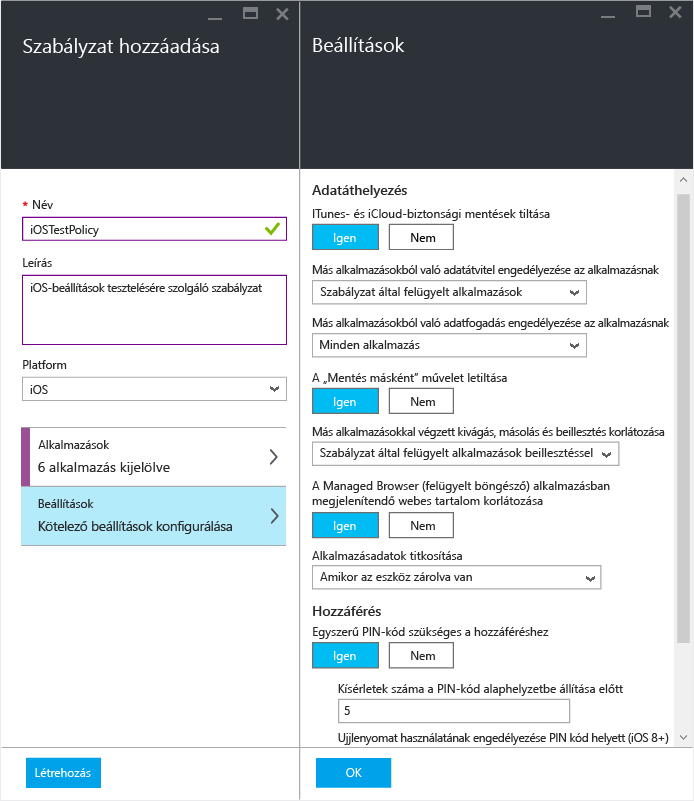 Szabályzat hozzáadása
* Név
iOSTestPolicy
Leírás
iOS-beállítások tesztelésére szolgáló szabályzat
Platform
iOS
Alkalmazások
6 alkalmazás kijelölve
Beállítások
Kötelező beállítások konfigurálása
Létrehozás
Beállítások
Adatáthelyezés
ITunes- és iCloud-biztonsági mentések tiltása
Igen Nem
Más alkalmazásokból való adatátvitel engedélyezése az alkalmazásnak
Szabályzat által felügyelt alkalmazások
Más alkalmazásokból való adatfogadás engedélyezése az alkalmazásnak
Minden alkalmazás
A „Mentés másként” művelet letiltása
Igen Nem
Más alkalmazásokkal végzett kivágás, másolás és beillesztés korlátozása
Szabályzat által felügyelt alkalmazások beillesztéssel
A Managed Browser (felügyelt böngésző) alkalmazásban
megjelenítendő webes tartalom korlátozása
Igen Nem
Alkalmazásadatok titkosítása
Amikor az eszköz zárolva van
Hozzáférés
Egyszerű PIN-kód szükséges a hozzáféréshez
Igen Nem
Kísérletek száma a PIN-kód alaphelyzetbe állítása előtt
5
Ujjlenyomat használatának engedélyezése PIN kód helyett (iOS 8+)
OK